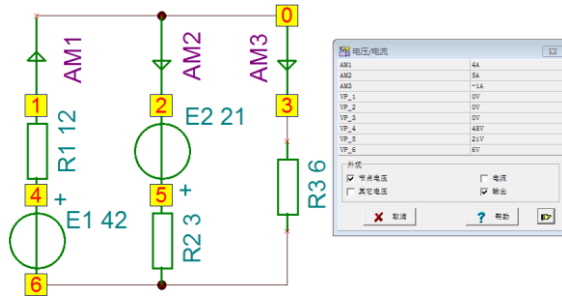 0
AM1
AM2
AM3
1
2
3
R1 12
E2 21
4
+
5
+
R3 6
E1 42
R2 3
6
电压/电流
AM1 4A
AM2 5A
AM3 -1A
VP_1 0V
VP_2 0V
VP_3 0V
VP_4 48V
VP_5 21V
VP_6 6V
外成
节点电压
电流
其它电压
输出
取消
? 帮助